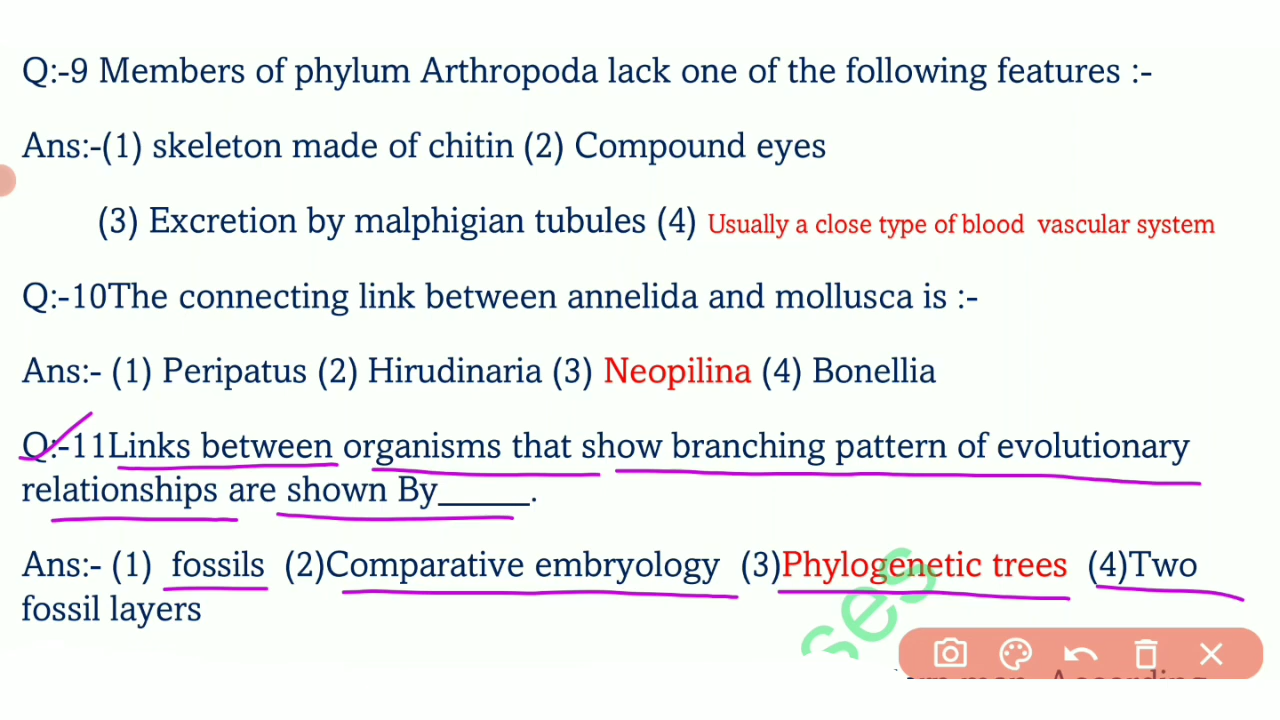 Q:-9 Members of phylum Arthropoda lack one of the following features :-
Ans:-(1) skeleton made of chitin (2) Compound eyes
(3) Excretion by malphigian tubules (4) Usually a close type of blood vascular system
Q:-10The connecting link between annelida and mollusca is :-
Ans:- (1) Peripatus (2) Hirudinaria (3) Neopilina (4) Bonellia
Q:-11Links between organisms that show branching pattern of evolutionary
relationships are shown By_____.
Ans:- (1) fossils (2)Comparative embryology (3)Phylogenetic trees (4)Two
fossil layers